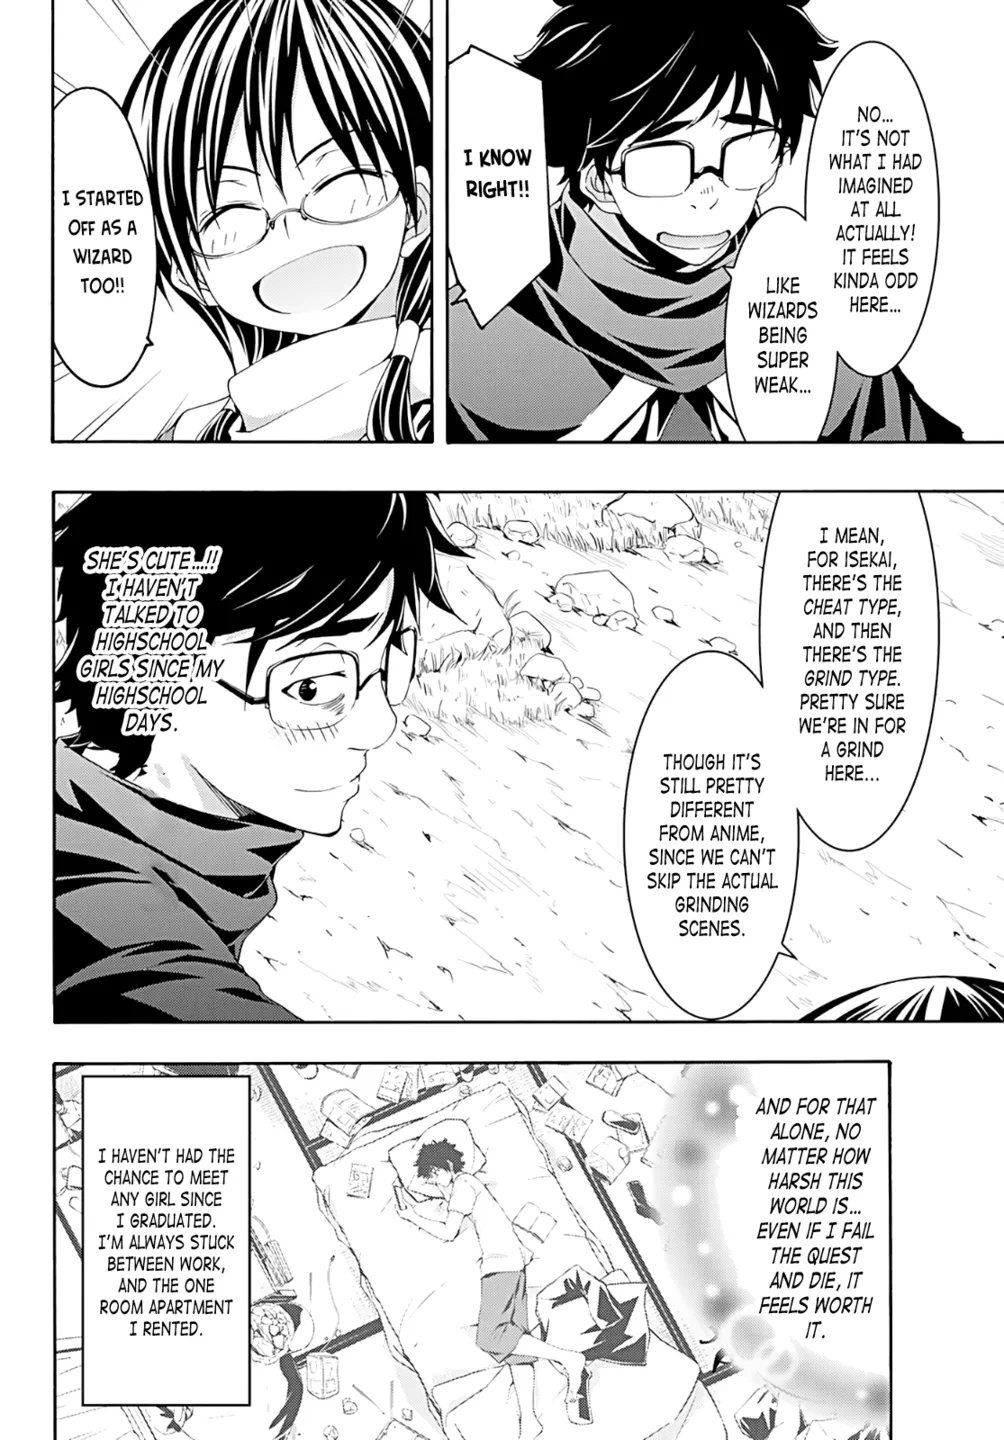 NO...
IT'S NOT
WHAT I HAD
IMAGINED
AT ALL
ACTUALLY!
IT FEELS
KINDA ODD
HERE...
LIKE
WIZARDS
BEING
SUPER
WEAK...
I KNOW
RIGHT!!
I STARTED
OFF AS A
WIZARD
TOO!!
I MEAN,
FOR ISEKAI,
THERE'S THE
CHEAT TYPE,
AND THEN
THERE'S THE
GRIND TYPE.
PRETTY SURE
WE'RE IN FOR
A GRIND
HERE...
THOUGH IT'S
STILL PRETTY
DIFFERENT
FROM ANIME,
SINCE WE CAN'T
SKIP THE ACTUAL
GRINDING
SCENES.
SHE'S CUTE...!!
I HAVEN'T
TALKED TO
HIGHSCHOOL
GIRLS SINCE MY
HIGHSCHOOL
DAYS.
AND FOR THAT
ALONE, NO
MATTER HOW
HARSH THIS
WORLD IS...
EVEN IF I FAIL
THE QUEST
AND DIE, IT
FEELS WORTH
IT.
I HAVEN'T HAD THE
CHANCE TO MEET
ANY GIRL SINCE
I GRADUATED.
I'M ALWAYS STUCK
BETWEEN WORK,
AND THE ONE
ROOM APARTMENT
I RENTED.